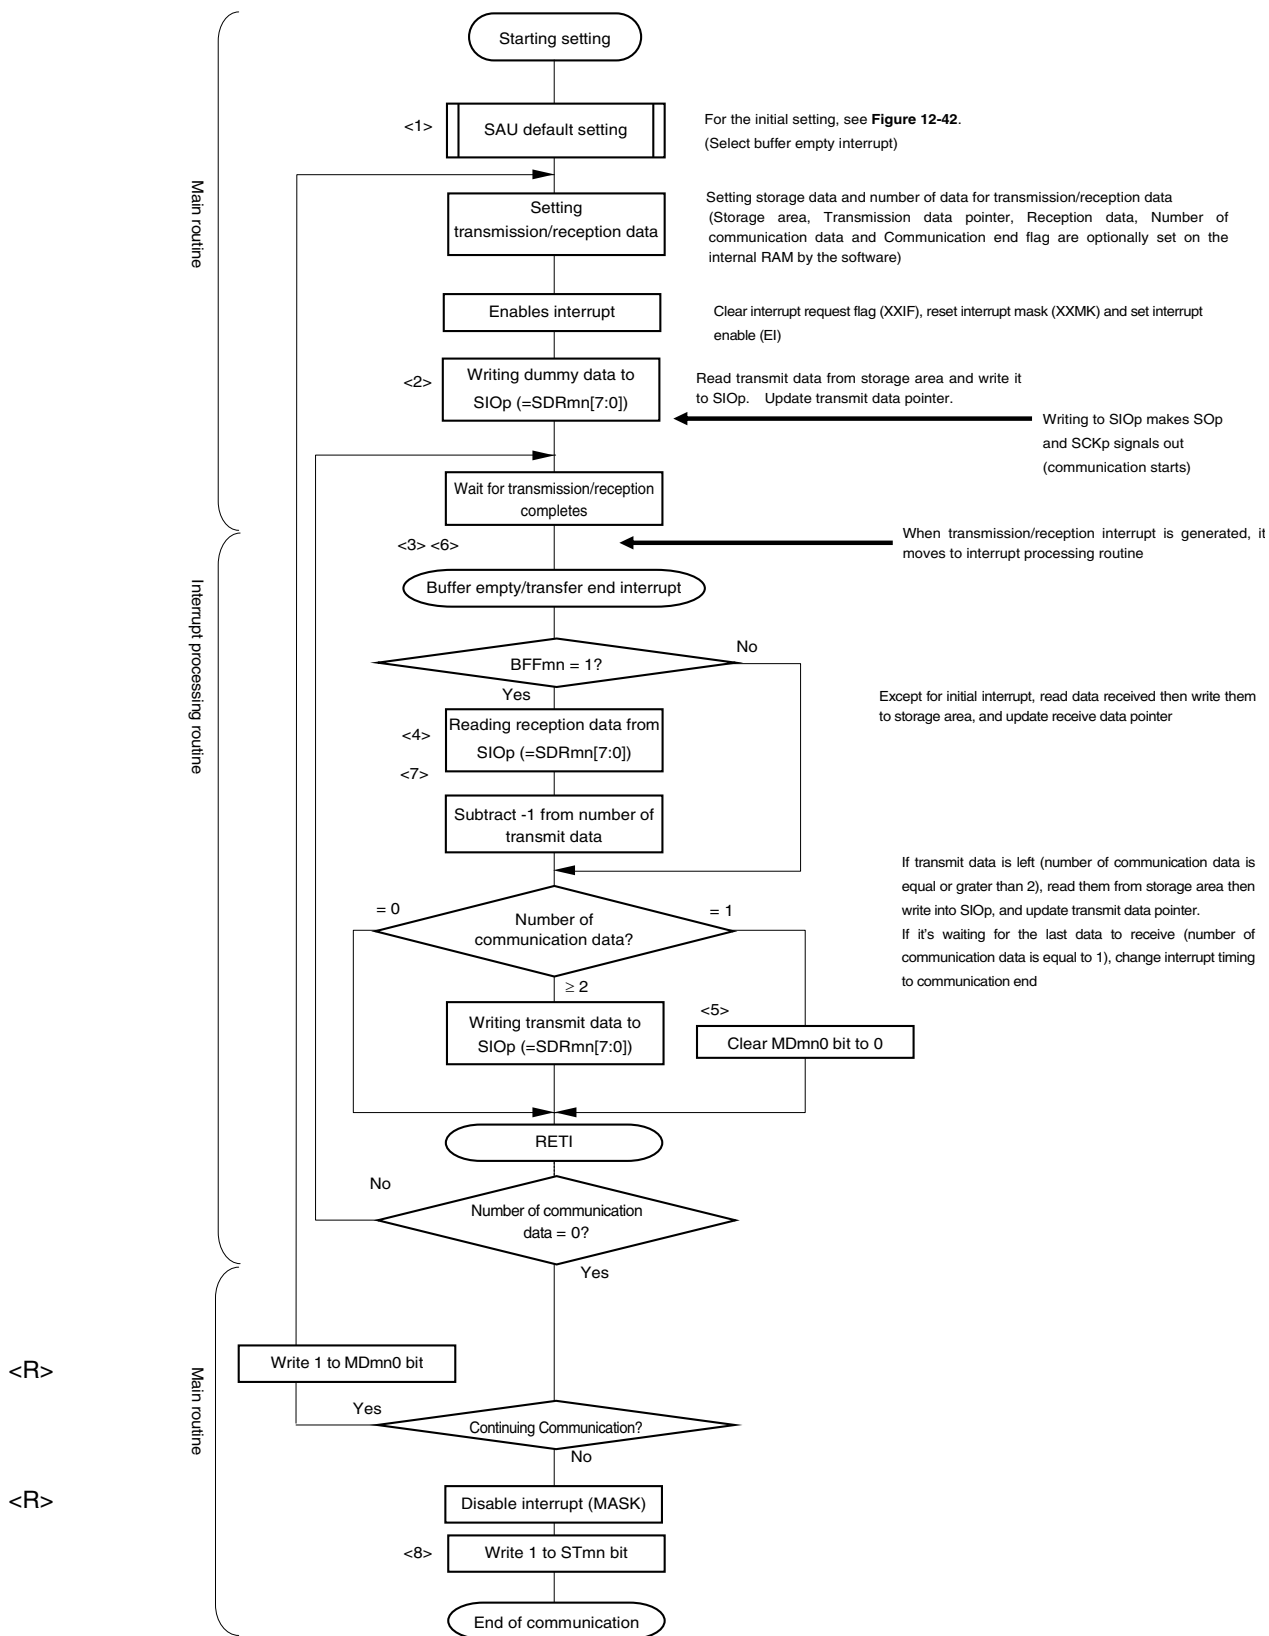 Starting setting
<1>
SAU default setting
For the initial setting, see Figure 12-42.
(Select buffer empty interrupt)
Main routine
Setting
transmission/reception data
Setting storage data and number of data for transmission/reception data
(Storage area, Transmission data pointer, Reception data, Number of
communication data and Communication end flag are optionally set on the
internal RAM by the software)
Enables interrupt
Clear interrupt request flag (XXIF), reset interrupt mask (XXMK) and set interrupt
enable (EI)
<2>
Writing dummy data to
SIOp (=SDRmn[7:0])
Read transmit data from storage area and write it
to SIOp. Update transmit data pointer.
Writing to SIOp makes SOp
and SCKp signals out
(communication starts)
Wait for transmission/reception
completes
<3> <6>
When transmission/reception interrupt is generated, it
moves to interrupt processing routine
Interrupt processing routine
Buffer empty/transfer end interrupt
BFFmn = 1?
No
Yes
Except for initial interrupt, read data received then write them
to storage area, and update receive data pointer
<4>
Reading reception data from
SIOp (=SDRmn[7:0])
<7>
Subtract -1 from number of
transmit data
If transmit data is left (number of communication data is
equal or grater than 2), read them from storage area then
write into SIOp, and update transmit data pointer.
If it's waiting for the last data to receive (number of
communication data is equal to 1), change interrupt timing
to communication end
= 0
Number of
communication data?
= 1
≥ 2
Writing transmit data to
SIOp (=SDRmn[7:0])
<5>
Clear MDmn0 bit to 0
RETI
No
Number of communication
data = 0?
Yes
<R>
Write 1 to MDmn0 bit
Main routine
Yes
Continuing Communication?
No
<R>
Disable interrupt (MASK)
<8>
Write 1 to STmn bit
End of communication